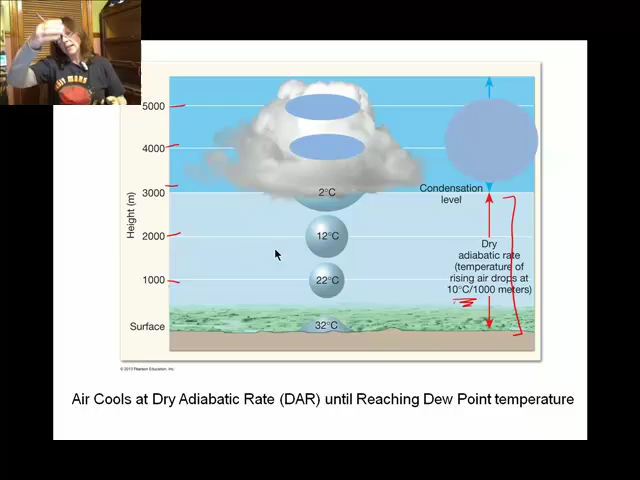 5000
4000
3000
2000
1000
Surface
Height (m)
2°C
12°C
22°C
32°C
Condensation
level
Dry
adiabatic rate
(temperature of
rising air drops at
10°C/1000 meters)
© 2013 Pearson Education, Inc.
Air Cools at Dry Adiabatic Rate (DAR) until Reaching Dew Point temperature